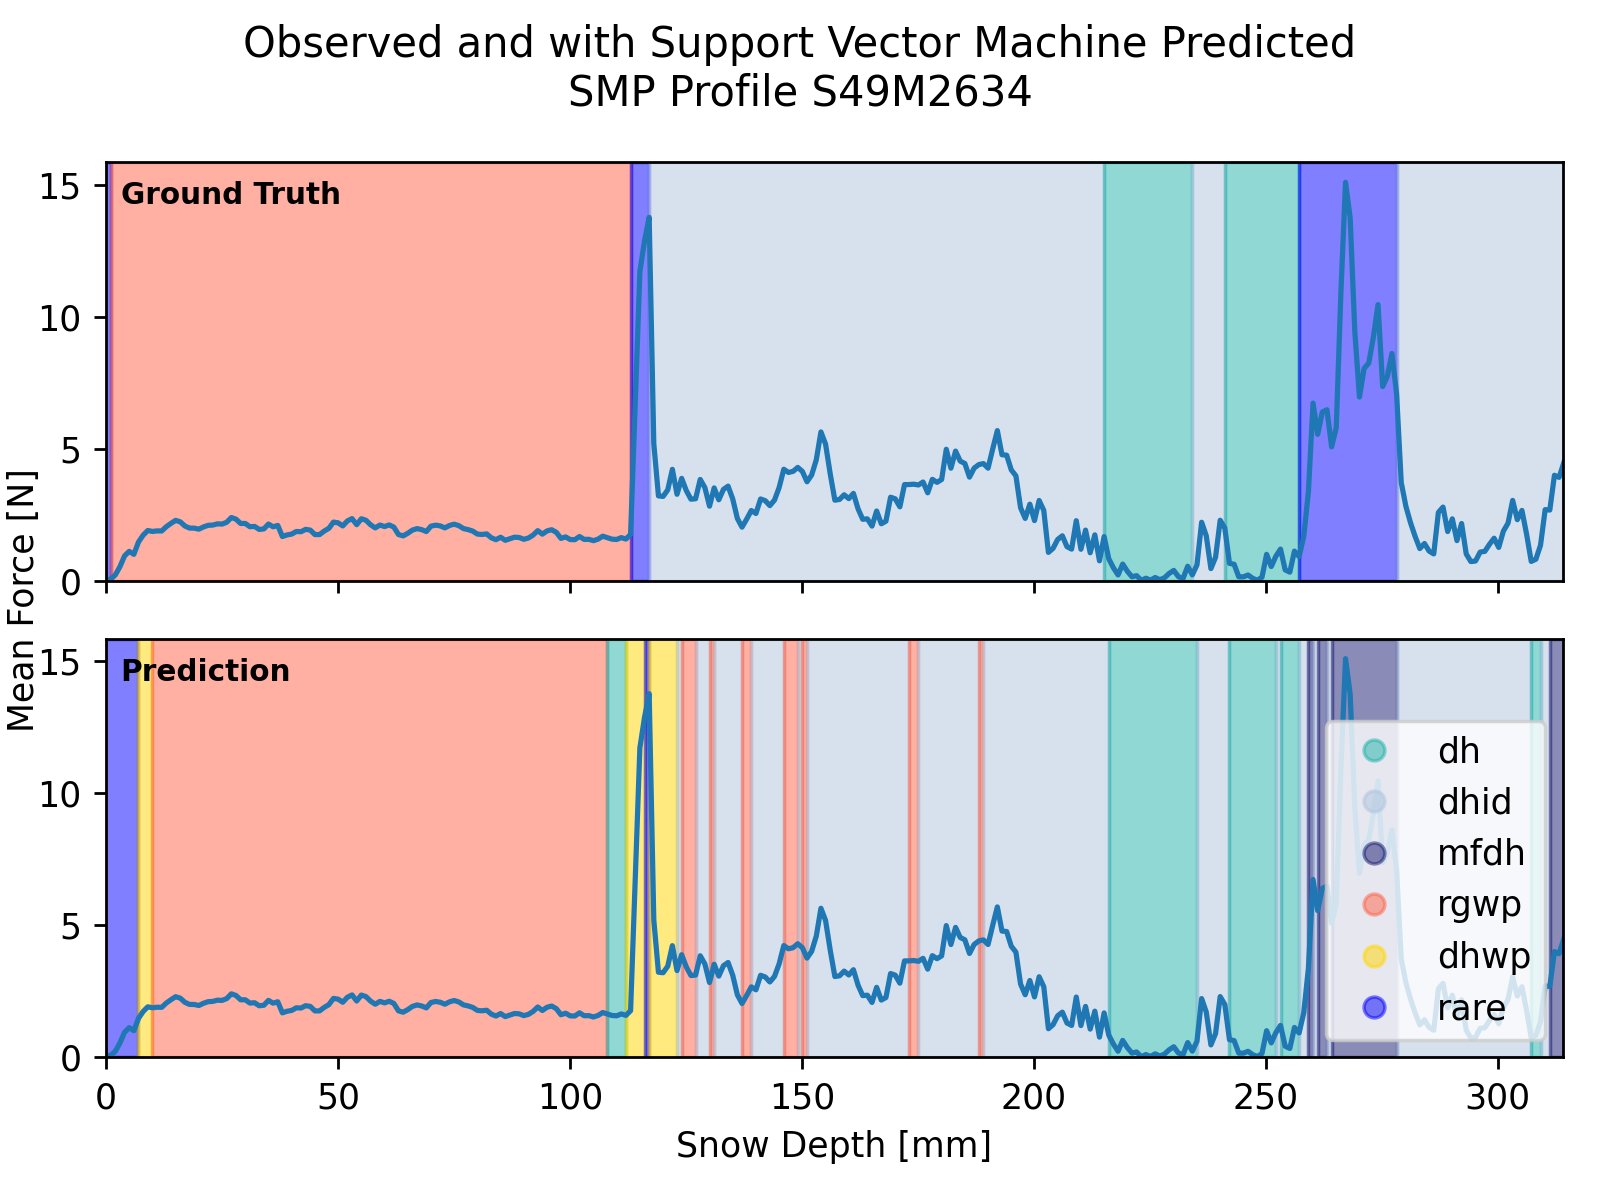 Observed and with Support Vector Machine Predicted
SMP Profile S49M2634
Mean Force [N]
15
10
5
0
Ground Truth
15
10
5
0
Prediction
dh
dhid
mfdh
rgwp
dhwp
rare
0 50 100 150 200 250 300
Snow Depth [mm]